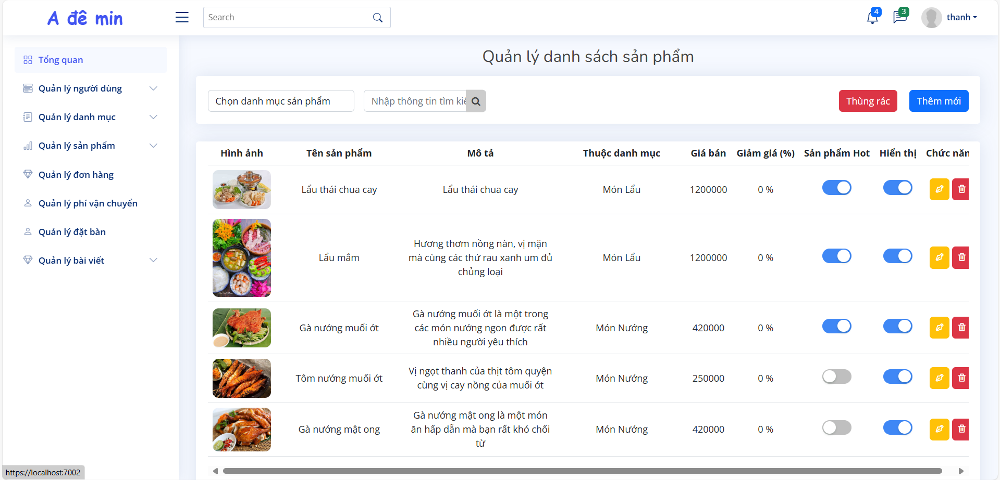 A đê min
Search
4
3
thanh
Tổng quan
Quản lý người dùng
Quản lý danh mục
Quản lý sản phẩm
Quản lý đơn hàng
Quản lý phí vận chuyển
Quản lý đặt bàn
Quản lý bài viết
Quản lý danh sách sản phẩm
Chọn danh mục sản phẩm
Nhập thông tin tìm kiế
Thùng rác
Thêm mới
Hình ảnh Tên sản phẩm Mô tả Thuộc danh mục Giá bán Giảm giá (%) Sản phẩm Hot Hiển thị Chức năn
Lẩu thái chua cay Lẩu thái chua cay Món Lẩu 1200000 0 %
Lẩu mắm
Hương thơm nồng nàn, vị mặn
mà cùng các thứ rau xanh um đủ
chủng loại
Món Lẩu 1200000 0 %
Gà nướng muối ớt
Gà nướng muối ớt là một trong
các món nướng ngon được rất
nhiều người yêu thích
Món Nướng 420000 0 %
Tôm nướng muối ớt
Vị ngọt thanh của thịt tôm quyện
cùng vị cay nồng của muối ớt
Món Nướng 250000 0 %
Gà nướng mật ong
Gà nướng mật ong là một món
ăn hấp dẫn mà bạn rất khó chối
từ
Món Nướng 420000 0 %
https://localhost:7002